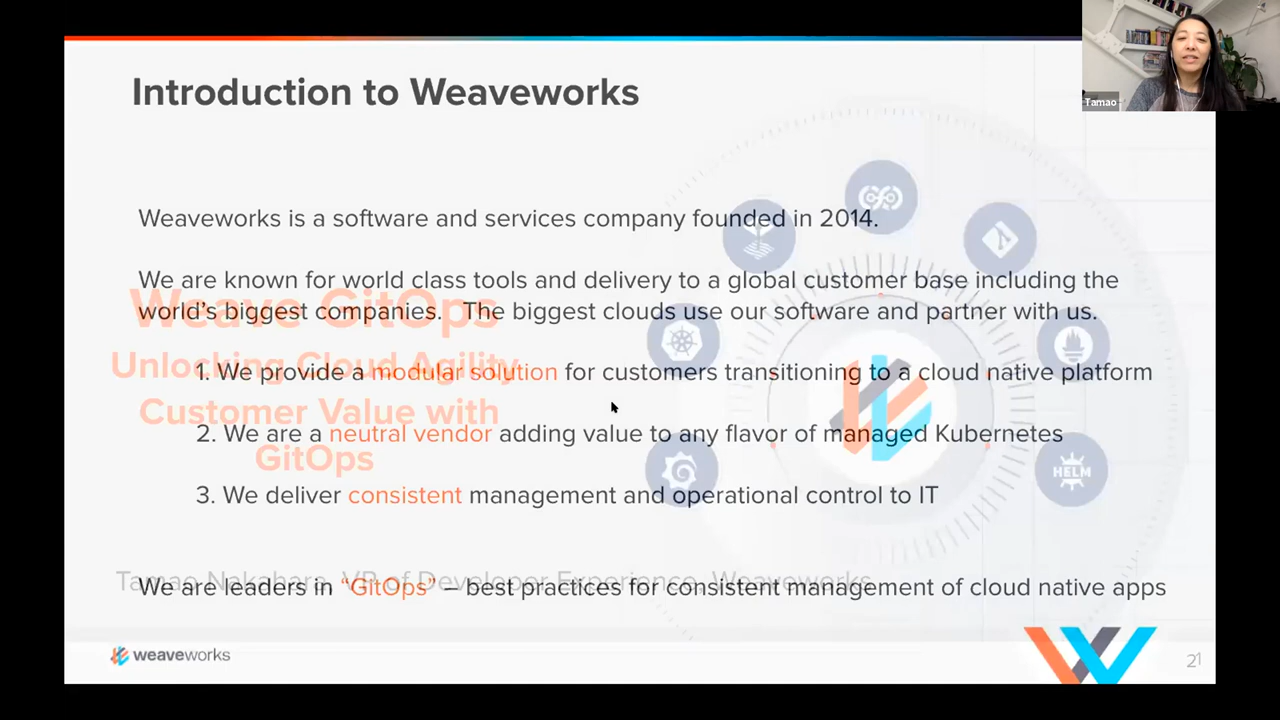 Introduction to Weaveworks
Tamao
Weaveworks is a software and services company founded in 2014.
We are known for world class tools and delivery to a global customer base including the
world's biggest companies. The biggest clouds use our software and partner with us.
1. We provide a modular solution for customers transitioning to a cloud native platform
2. We are a neutral vendor adding value to any flavor of managed Kubernetes
3. We deliver consistent management and operational control to IT
We are leaders in “GitOps” – best practices for consistent management of cloud native apps
Weave GitOps
Unlocking Cloud Agility
Customer Value with
GitOps
Tamao Nakahara, VP of Developer Experience, Weaveworks
HELM
weaveworks